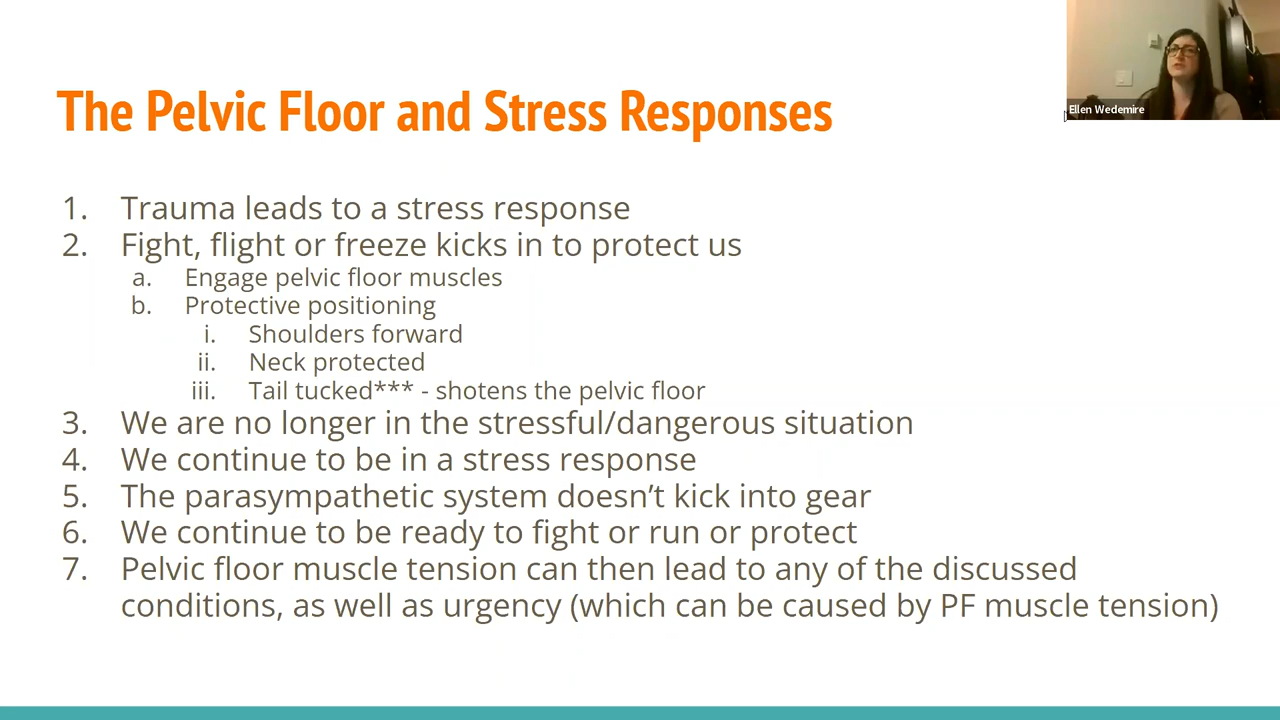 The Pelvic Floor and Stress Responses
Ellen Wedemire
1. Trauma leads to a stress response
2. Fight, flight or freeze kicks in to protect us
a. Engage pelvic floor muscles
b. Protective positioning
i. Shoulders forward
ii. Neck protected
iii. Tail tucked*** - shotens the pelvic floor
3. We are no longer in the stressful/dangerous situation
4. We continue to be in a stress response
5. The parasympathetic system doesn’t kick into gear
6. We continue to be ready to fight or run or protect
7. Pelvic floor muscle tension can then lead to any of the discussed
conditions, as well as urgency (which can be caused by PF muscle tension)